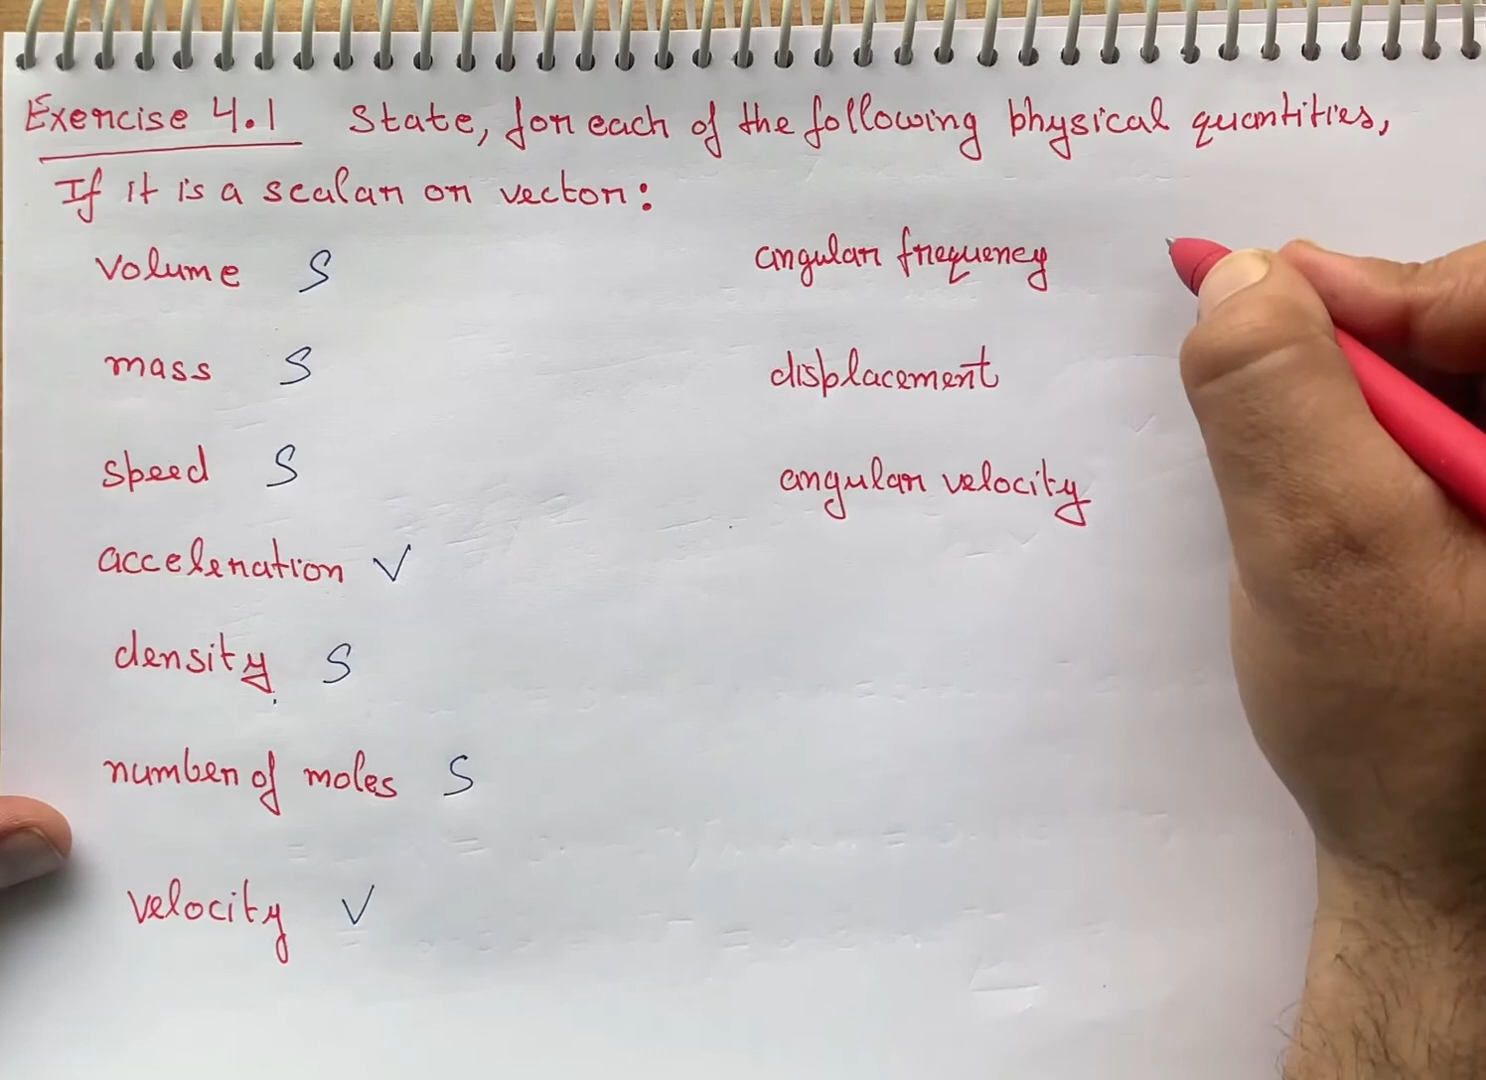 Exercise 4.1 State, for each of the following physical quantities,
If it is a scalar or vector:
volume S
mass S
speed S
acceleration V
density S
number of moles S
velocity V
angular frequency
displacement
angular velocity